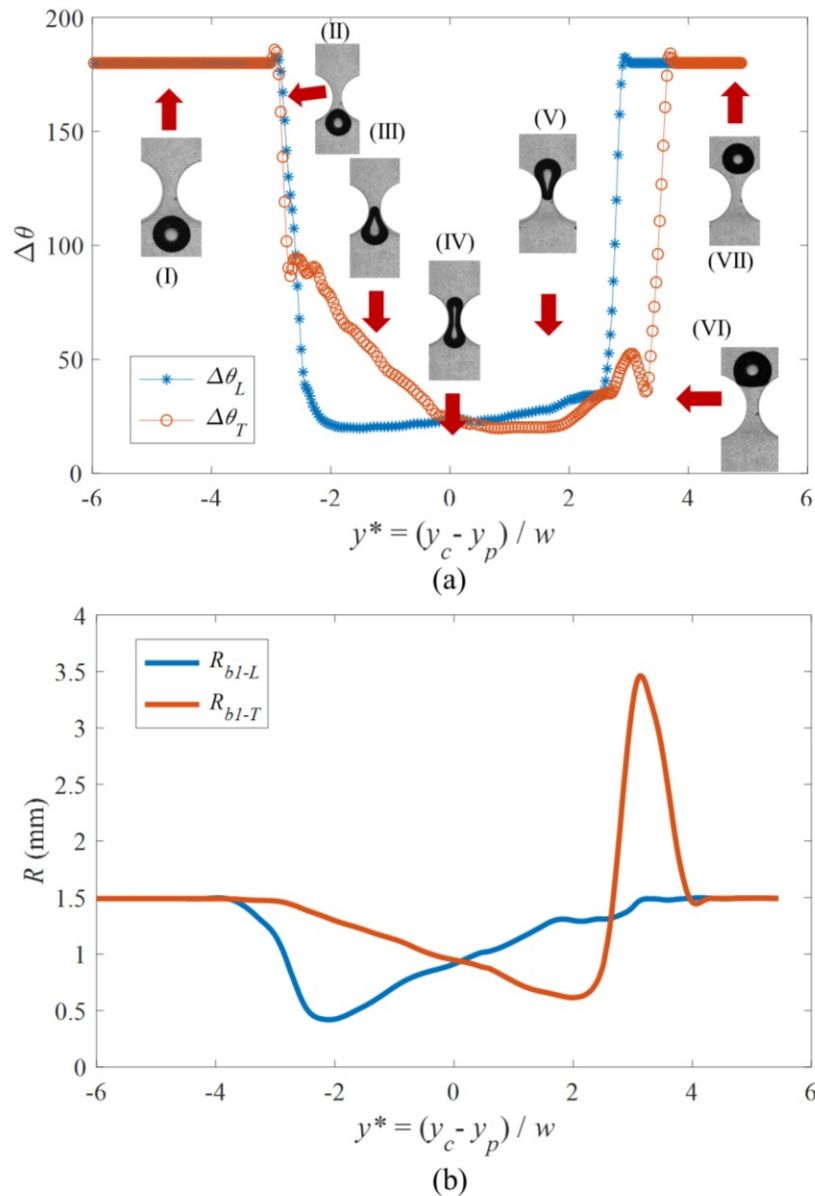 200
(II)
(III)
(V)
150
(IV)
(I)
(VII)
Δθ
100
(VI)
50
Δθ_L
Δθ_T
0
-6 -4 -2 0 2 4 6
y* = (y_c - y_p) / w
(a)
4
R_b1-L
3.5
R_b1-T
3
2.5
R (mm)
2
1.5
1
0.5
0
-6 -4 -2 0 2 4 6
y* = (y_c - y_p) / w
(b)